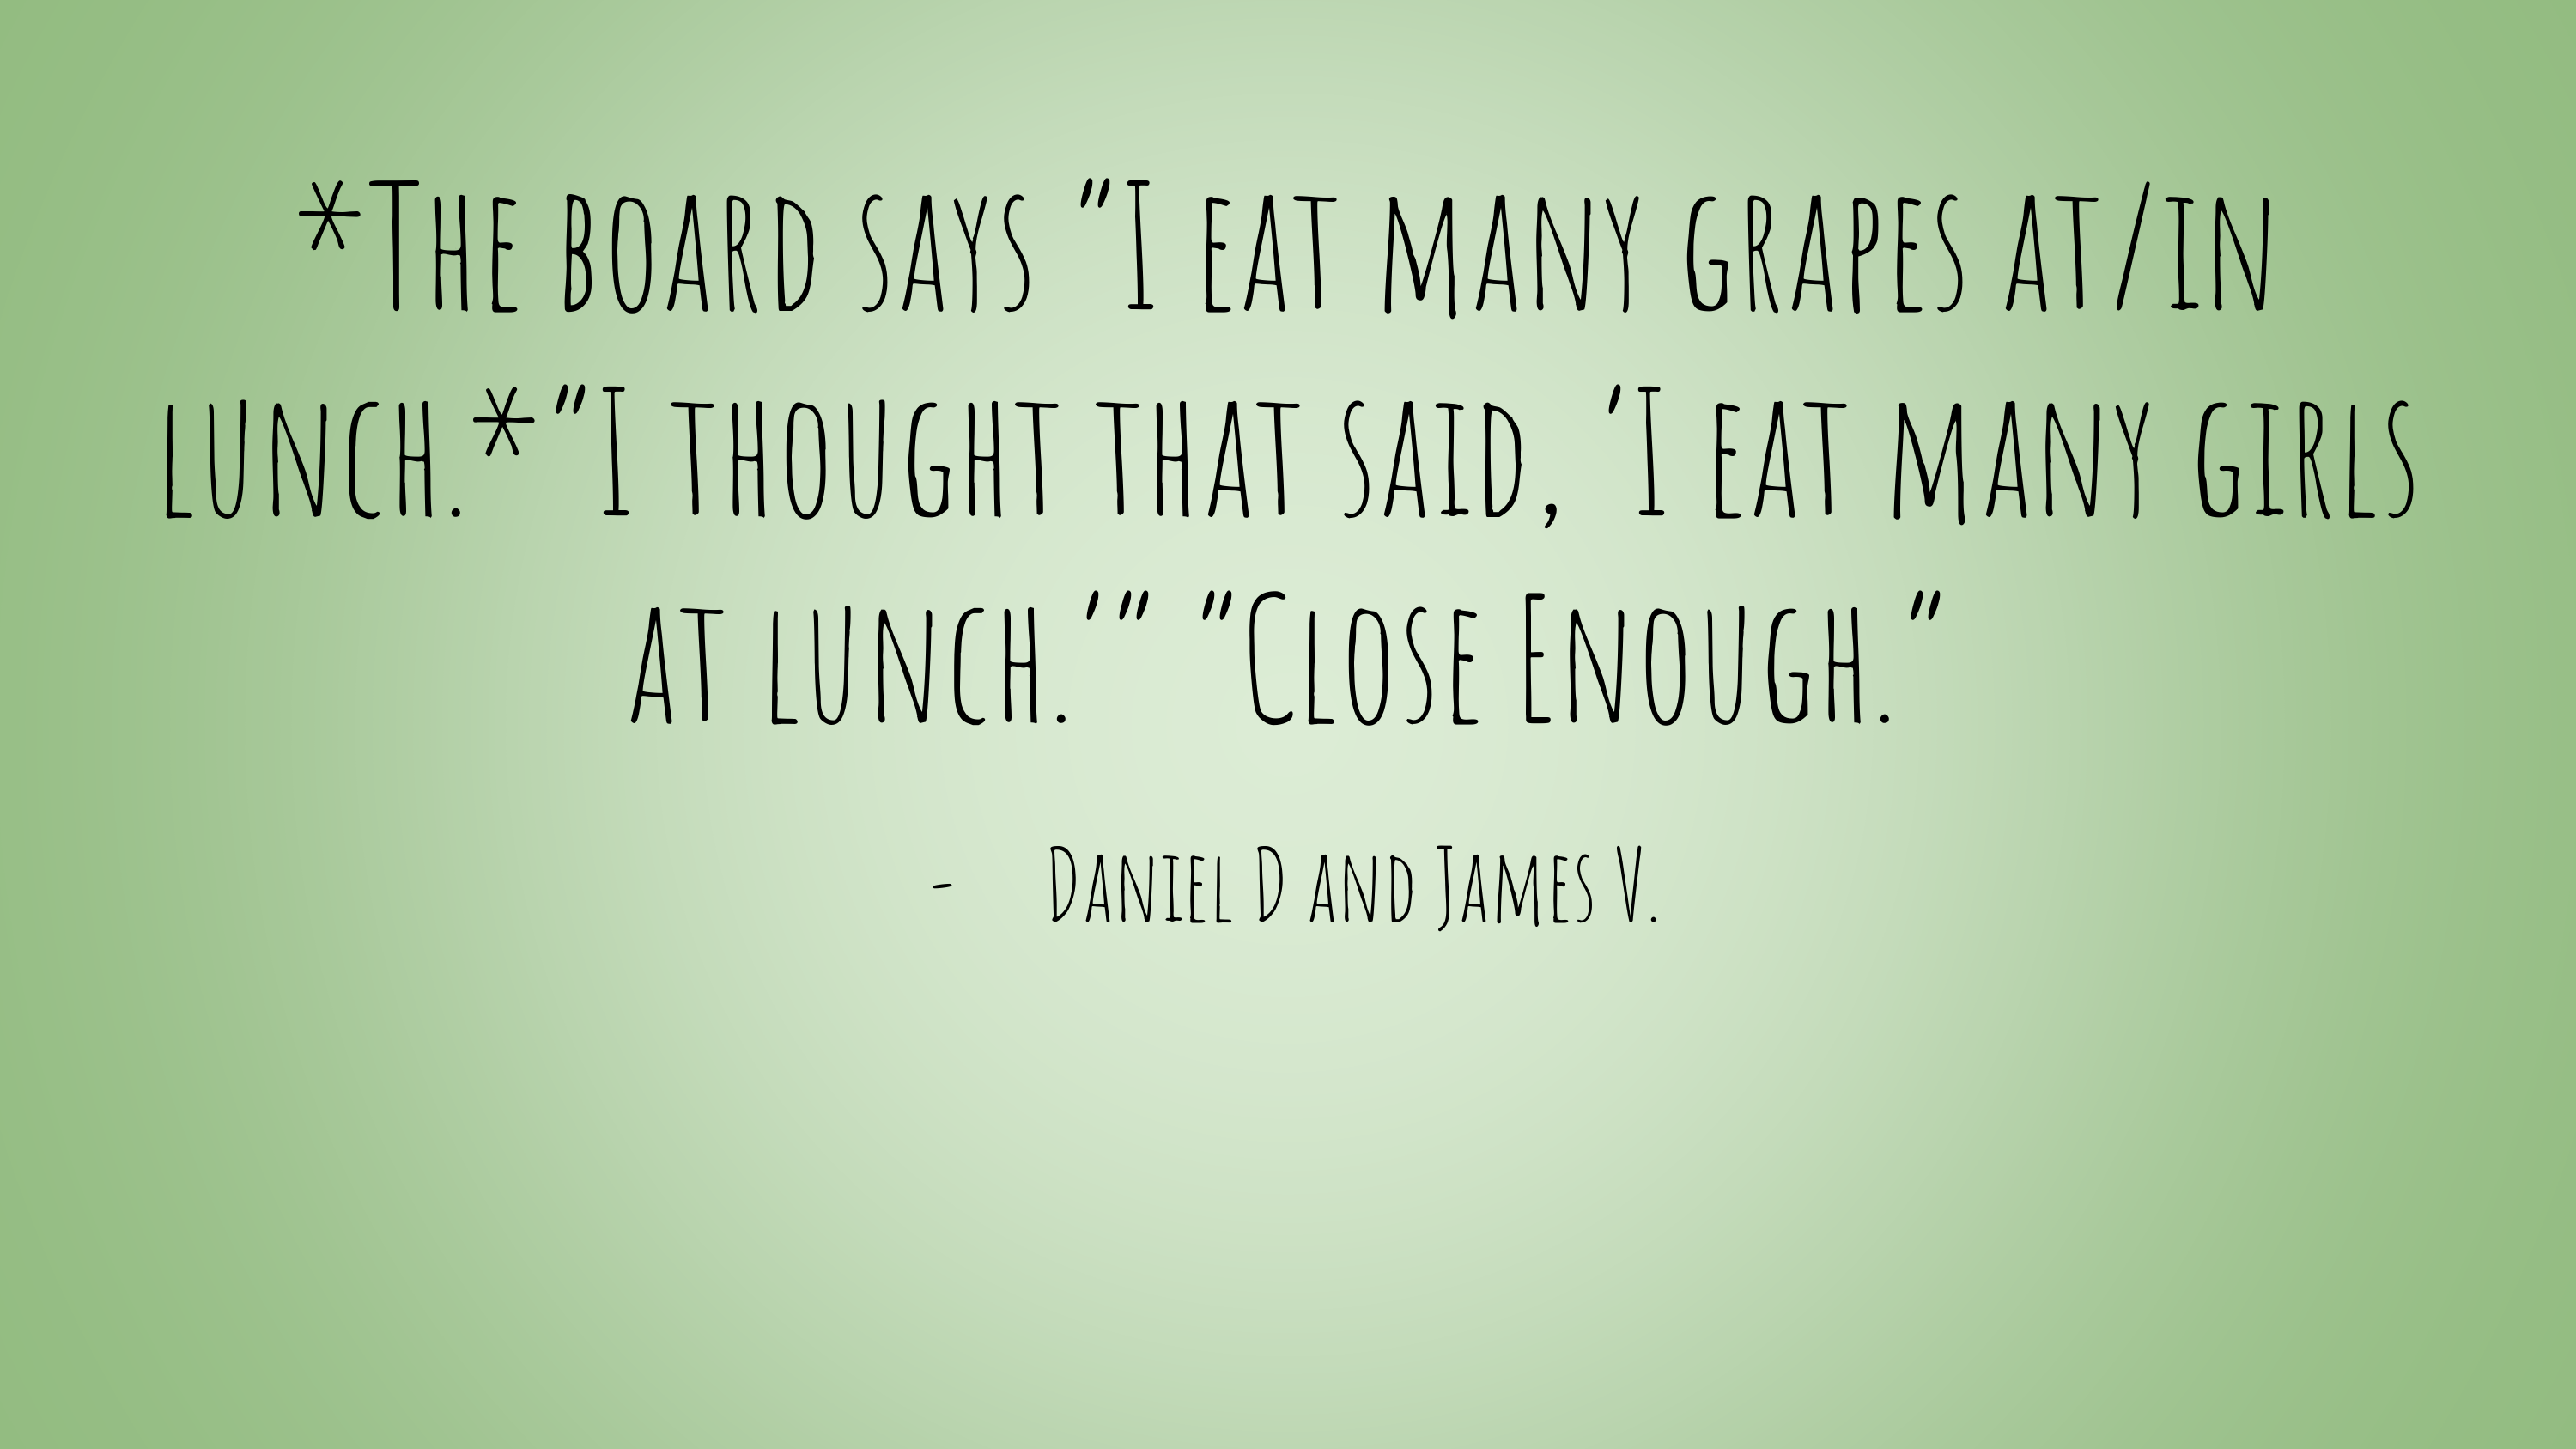 *The board says "I eat many grapes at/in
lunch.*"I thought that said, 'I eat many girls
at lunch.'" "Close Enough."
- Daniel D and James V.